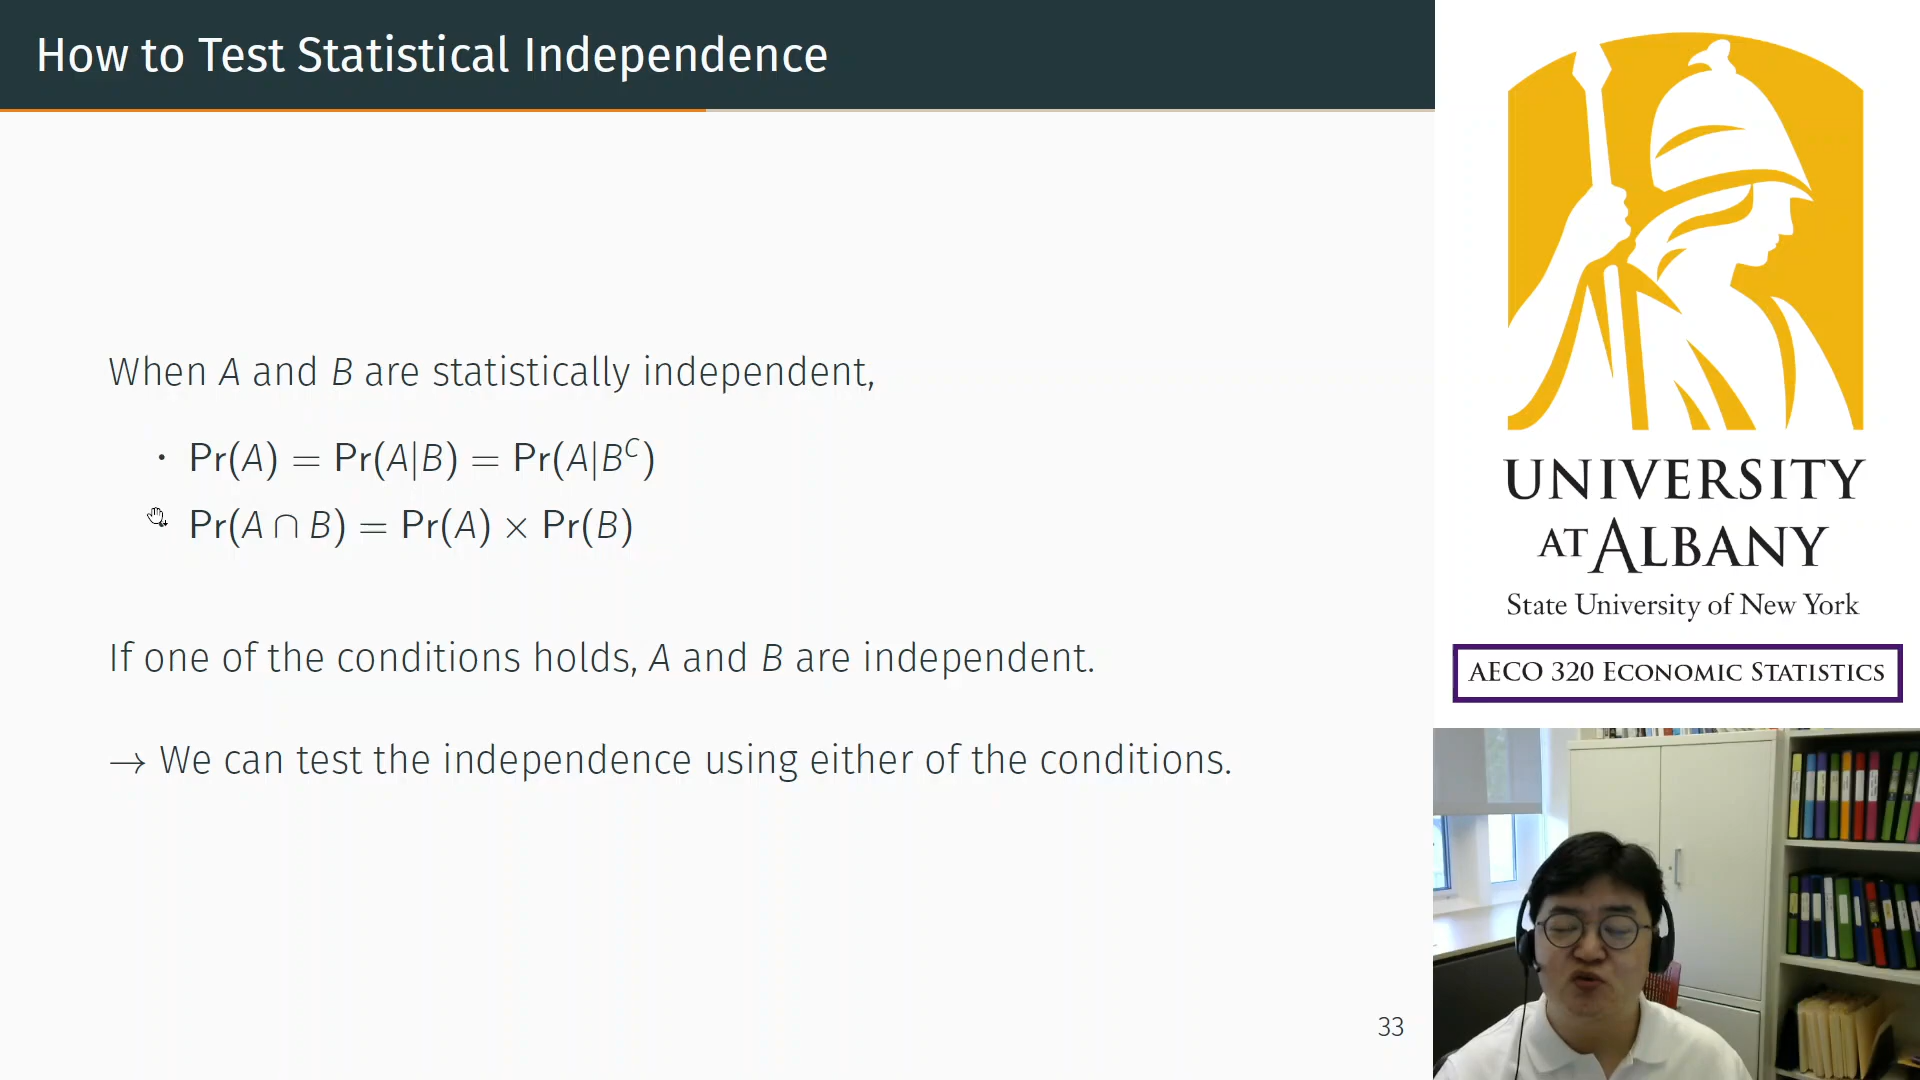 How to Test Statistical Independence
When A and B are statistically independent,
• Pr(A) = Pr(A|B) = Pr(A|Bᶜ)
Pr(A ∩ B) = Pr(A) × Pr(B)
If one of the conditions holds, A and B are independent.
→ We can test the independence using either of the conditions.
33
UNIVERSITY
AT ALBANY
State University of New York
AECO 320 ECONOMIC STATISTICS